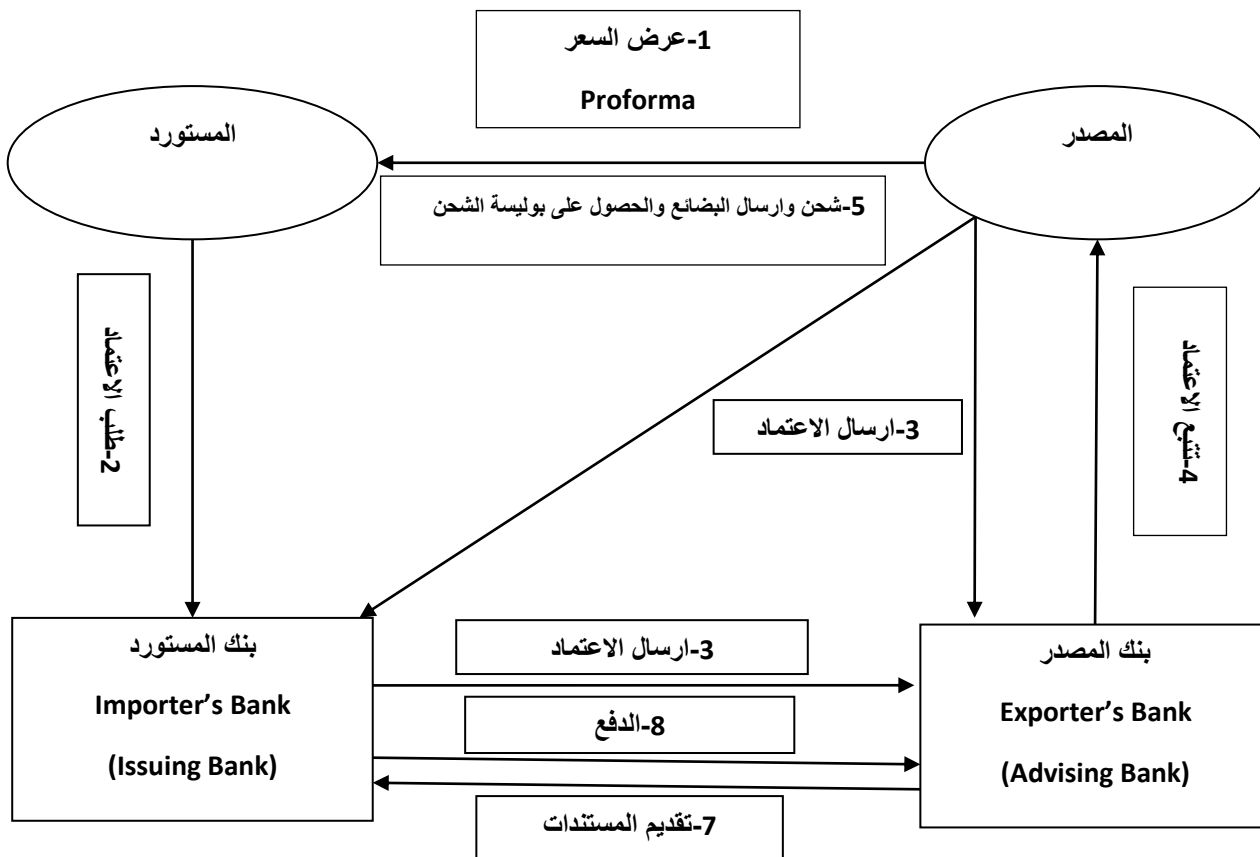 1-عرض السعر
Proforma
المستورد
المصدر
5-شحن وارسال البضائع والحصول على بوليسة الشحن
2-طلب الاعتماد
4-تتبع الاعتماد
3-ارسال الاعتماد
بنك المستورد
Importer’s Bank
(Issuing Bank)
3-ارسال الاعتماد
8-الدفع
7-تقديم المستندات
بنك المصدر
Exporter’s Bank
(Advising Bank)